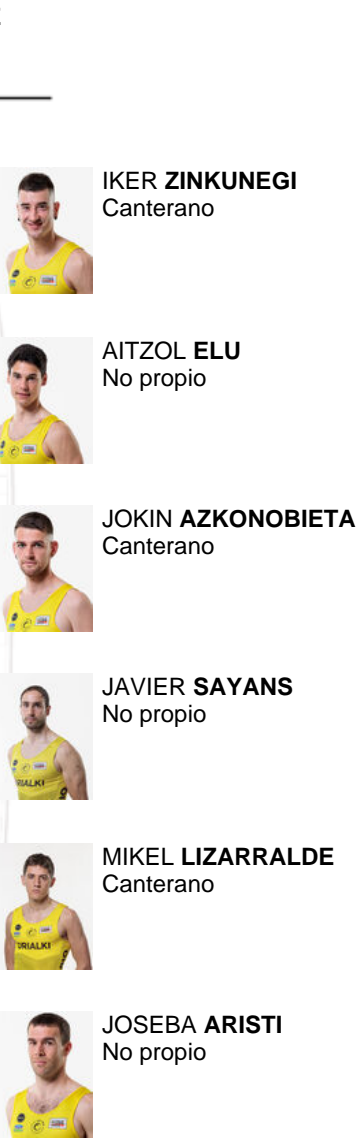 IKER ZINKUNEGI
Canterano
AITZOL ELU
No propio
JOKIN AZKONOBIETA
Canterano
JAVIER SAYANS
No propio
MIKEL LIZARRALDE
Canterano
JOSEBA ARISTI
No propio